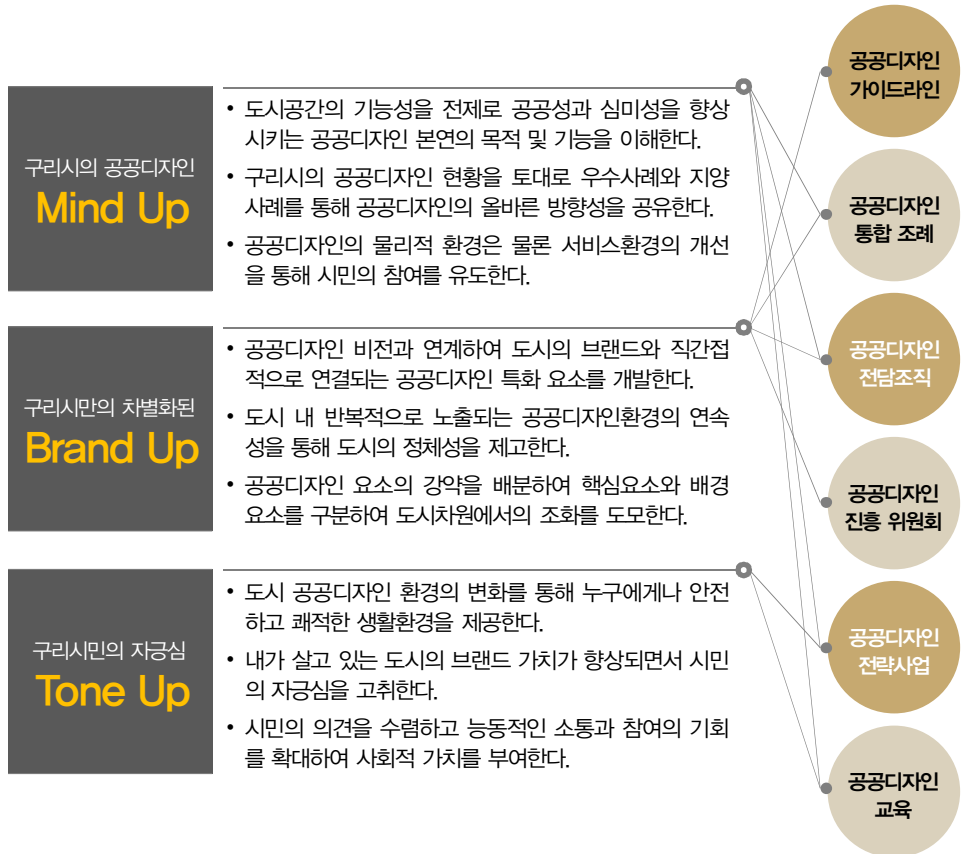 구리시의 공공디자인
Mind Up
• 도시공간의 기능성을 전제로 공공성과 심미성을 향상
시키는 공공디자인 본연의 목적 및 기능을 이해한다.
• 구리시의 공공디자인 현황을 토대로 우수사례와 지양
사례를 통해 공공디자인의 올바른 방향성을 공유한다.
• 공공디자인의 물리적 환경은 물론 서비스환경의 개선
을 통해 시민의 참여를 유도한다.
구리시만의 차별화된
Brand Up
• 공공디자인 비전과 연계하여 도시의 브랜드와 직간접
적으로 연결되는 공공디자인 특화 요소를 개발한다.
• 도시 내 반복적으로 노출되는 공공디자인환경의 연속
성을 통해 도시의 정체성을 제고한다.
• 공공디자인 요소의 강약을 배분하여 핵심요소와 배경
요소를 구분하여 도시차원에서의 조화를 도모한다.
구리시민의 자긍심
Tone Up
• 도시 공공디자인 환경의 변화를 통해 누구에게나 안전
하고 쾌적한 생활환경을 제공한다.
• 내가 살고 있는 도시의 브랜드 가치가 향상되면서 시민
의 자긍심을 고취한다.
• 시민의 의견을 수렴하고 능동적인 소통과 참여의 기회
를 확대하여 사회적 가치를 부여한다.
공공디자인
가이드라인
공공디자인
통합 조례
공공디자인
전담조직
공공디자인
진흥 위원회
공공디자인
전략사업
공공디자인
교육